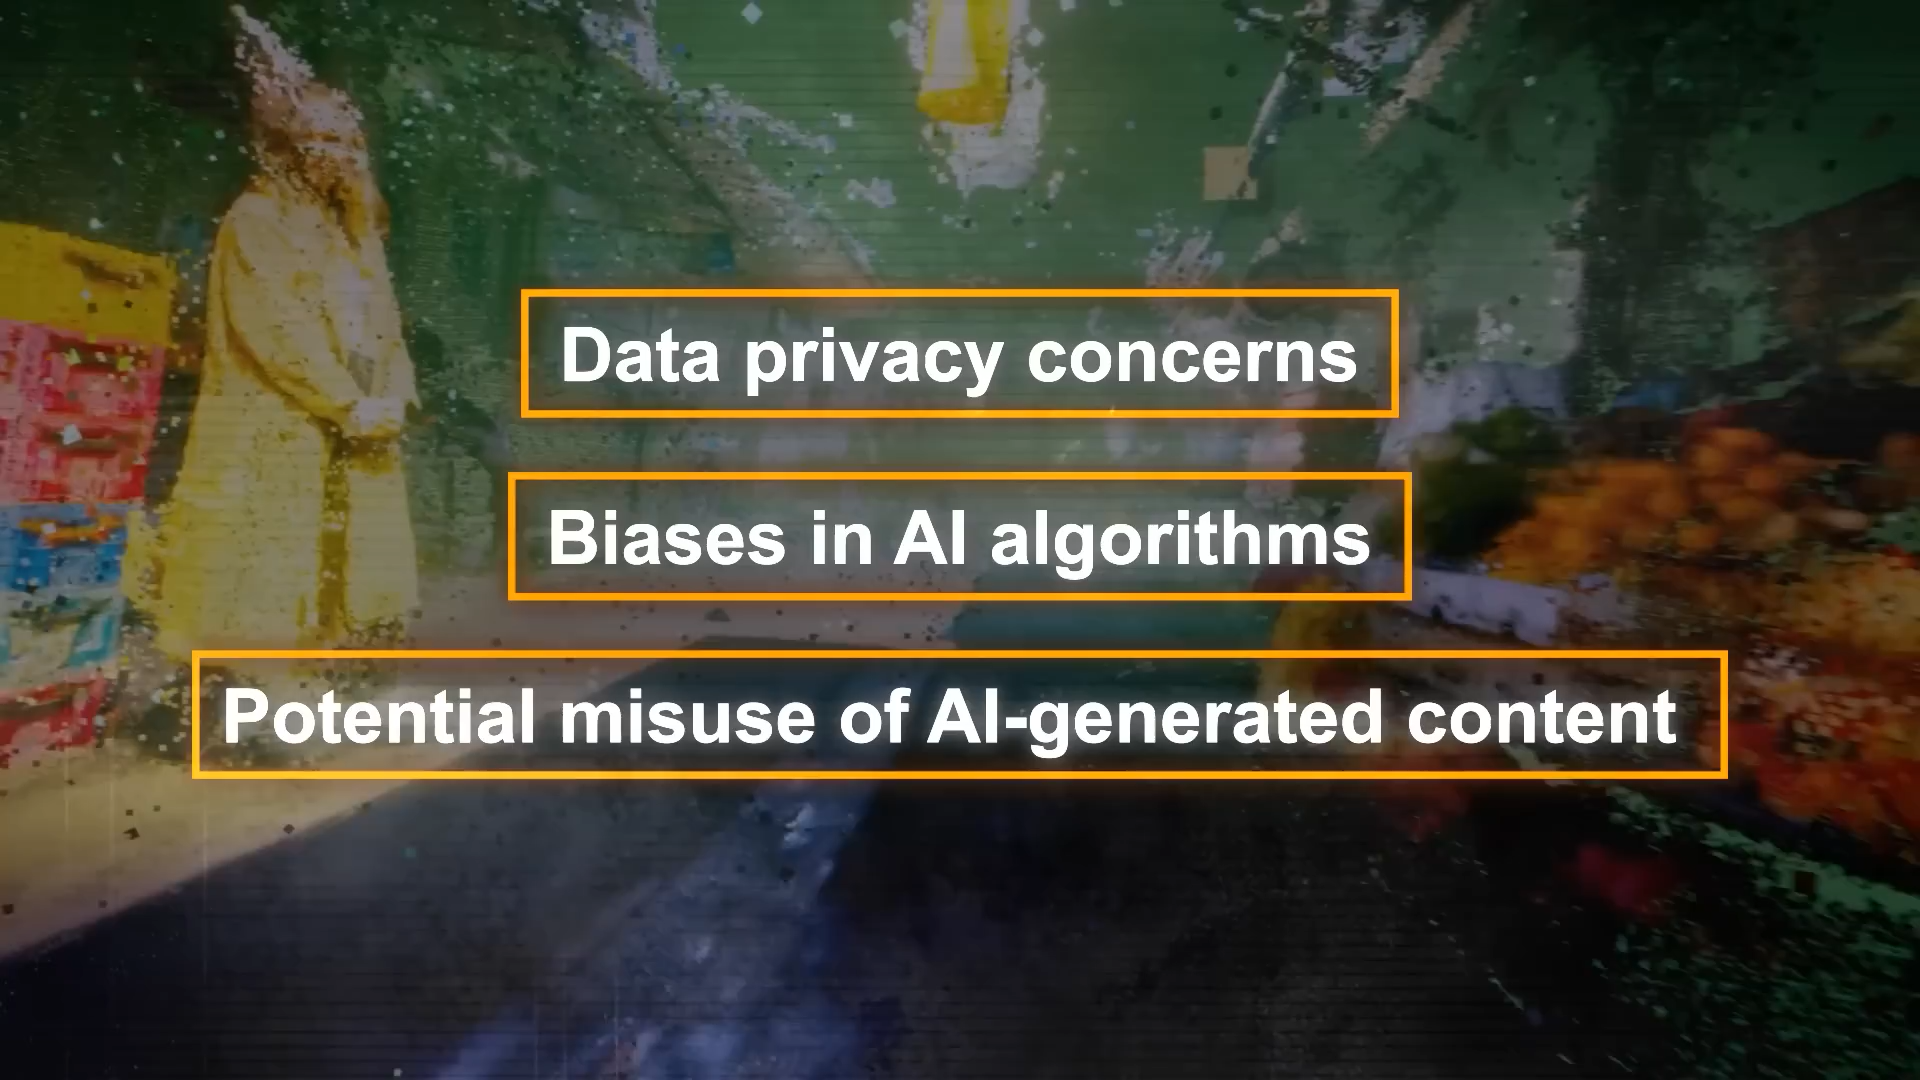 Data privacy concerns
Biases in AI algorithms
Potential misuse of AI-generated content